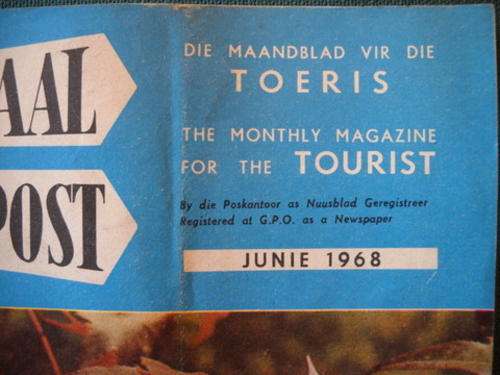 AAL
POST
DIE MAANDBLAD VIR DIE
TOERIS
THE MONTHLY MAGAZINE
FOR THE TOURIST
By die Poskantoor as Nuusblad Geregistreer
Registered at G.P.O. as a Newspaper
JUNIE 1968